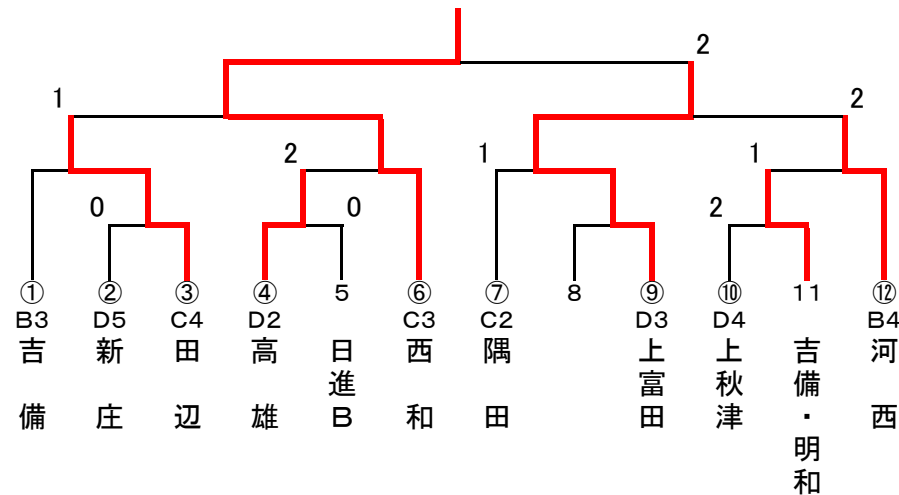 2
1
2
2
1
1
0
0
2
① ② ③ ④ 5 ⑥ ⑦ 8 ⑨ ⑩ 11 ⑫
B3 D5 C4 D2 C3 C2 D3 D4 B4
吉備
新庄
田辺
高雄
日進B
西和
隅田
上富田
上秋津
吉備・明和
河西